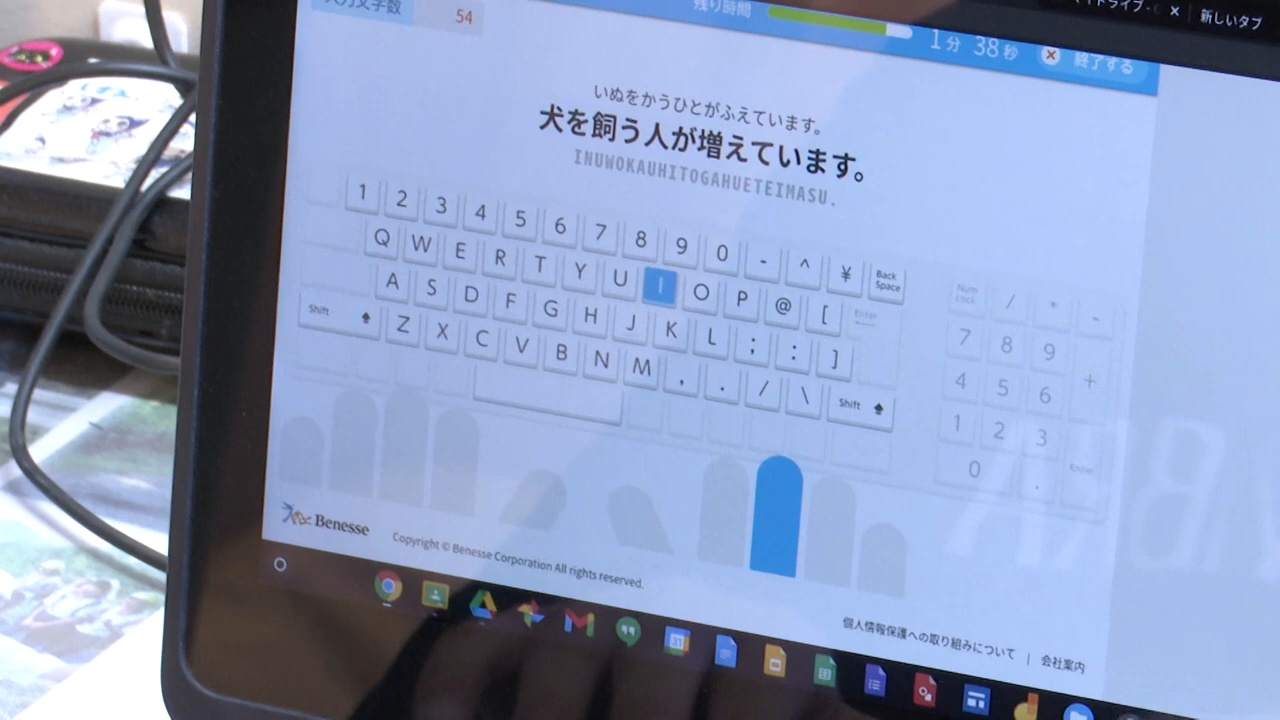 入力文字数 54 残り時間 1分 38秒 終了する
新しいタブ
いぬをかうひとがふえています。
犬を飼う人が増えています。
INUWOKAUHITOGAHUETEIMASU.
1 2 3 4 5 6 7 8 9 0 - ^ ¥ Back Space
Q W E R T Y U I O P @ [ Enter
A S D F G H J K L ; : ]
Shift Z X C V B N M , . / \ Shift
Num Lock / * -
7 8 9 +
4 5 6
1 2 3 Enter
0 .
Benesse
Copyright © Benesse Corporation All rights reserved.
個人情報保護への取り組みについて | 会社案内
31